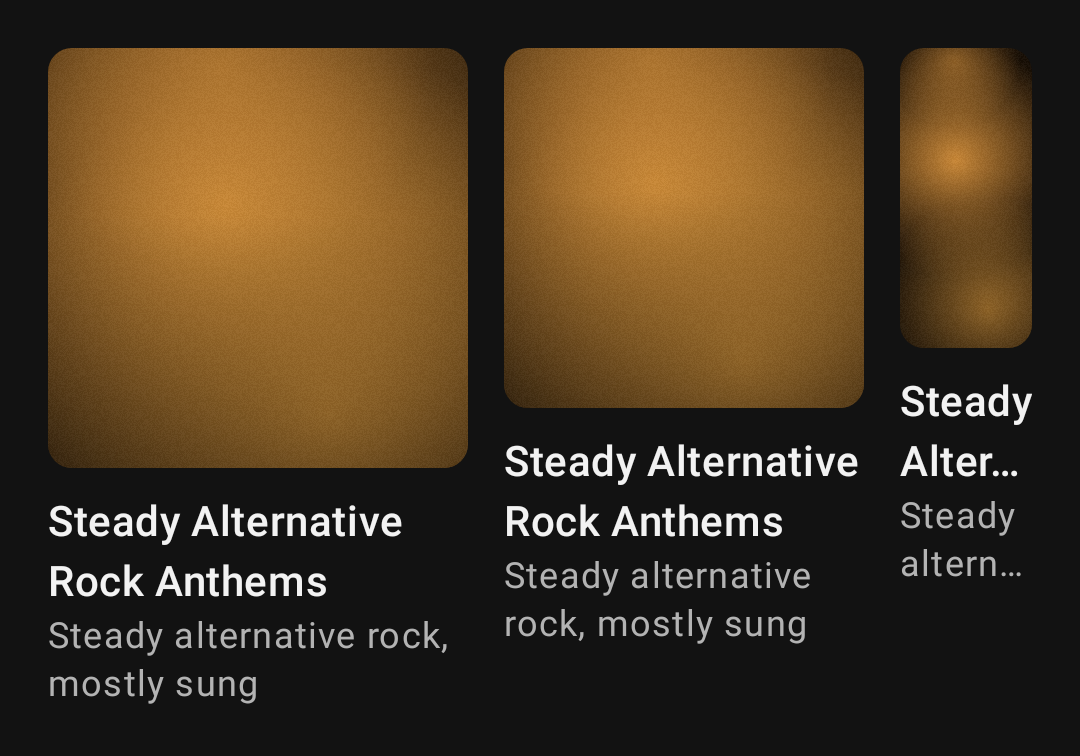 Steady Alternative
Rock Anthems
Steady alternative rock,
mostly sung
Steady Alternative
Rock Anthems
Steady alternative
rock, mostly sung
Steady
Alter…
Steady
altern…